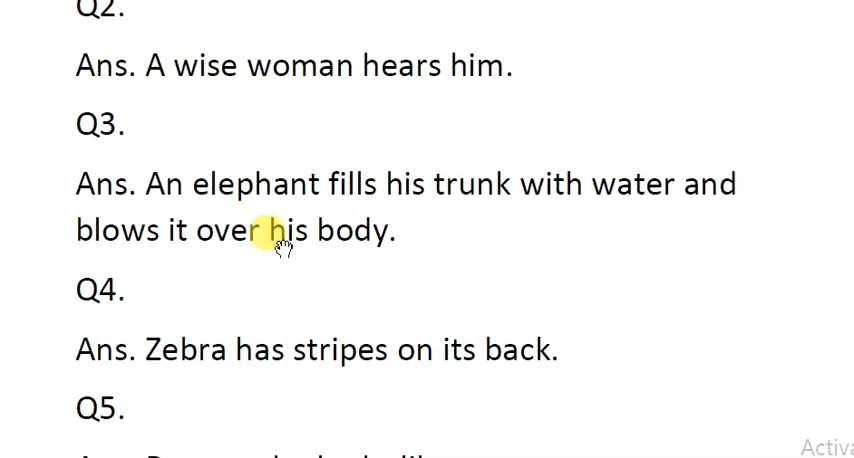 Q2.
Ans. A wise woman hears him.
Q3.
Ans. An elephant fills his trunk with water and
blows it over his body.
Q4.
Ans. Zebra has stripes on its back.
Q5.
Activa